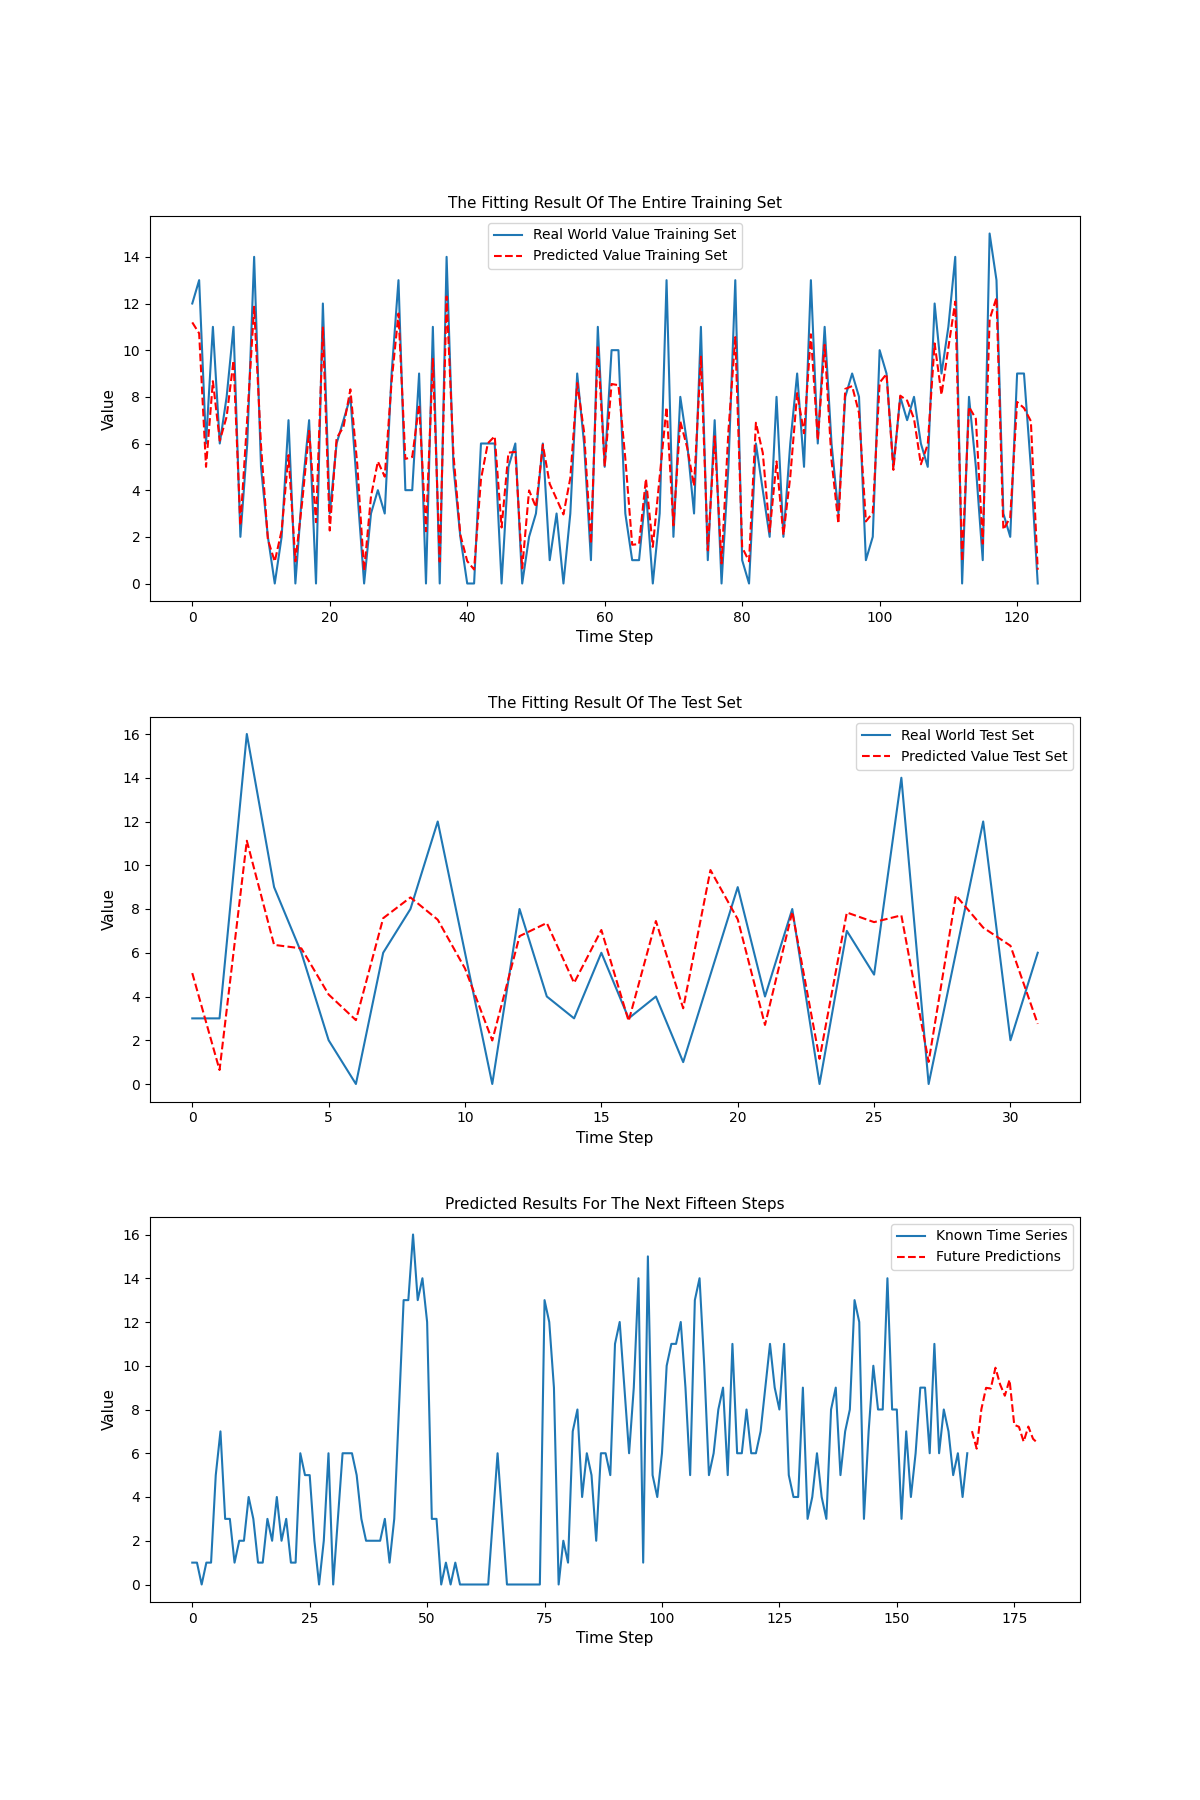 The Fitting Result Of The Entire Training Set
Real World Value Training Set
Predicted Value Training Set
Value
14
12
10
8
6
4
2
0
0 20 40 60 80 100 120
Time Step
The Fitting Result Of The Test Set
Real World Test Set
Predicted Value Test Set
Value
16
14
12
10
8
6
4
2
0
0 5 10 15 20 25 30
Time Step
Predicted Results For The Next Fifteen Steps
Known Time Series
Future Predictions
Value
16
14
12
10
8
6
4
2
0
0 25 50 75 100 125 150 175
Time Step